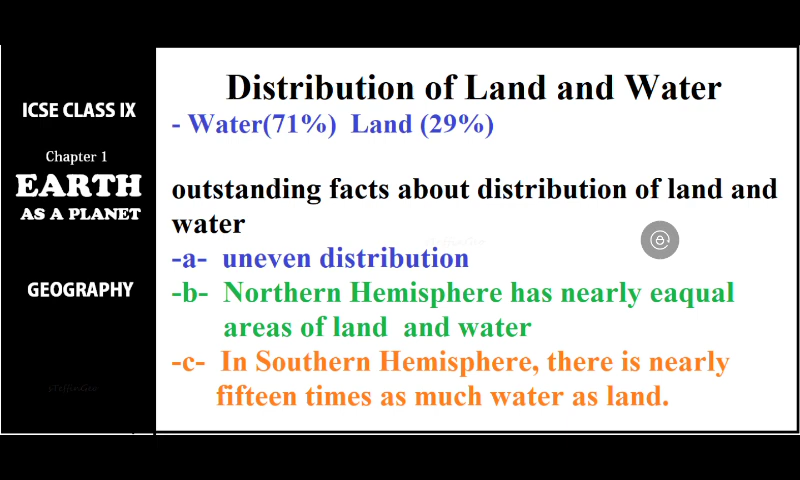 Distribution of Land and Water
- Water(71%) Land (29%)
ICSE CLASS IX
Chapter 1
EARTH
AS A PLANET
GEOGRAPHY
outstanding facts about distribution of land and
water
-a- uneven distribution
-b- Northern Hemisphere has nearly eaqual
areas of land and water
-c- In Southern Hemisphere, there is nearly
fifteen times as much water as land.